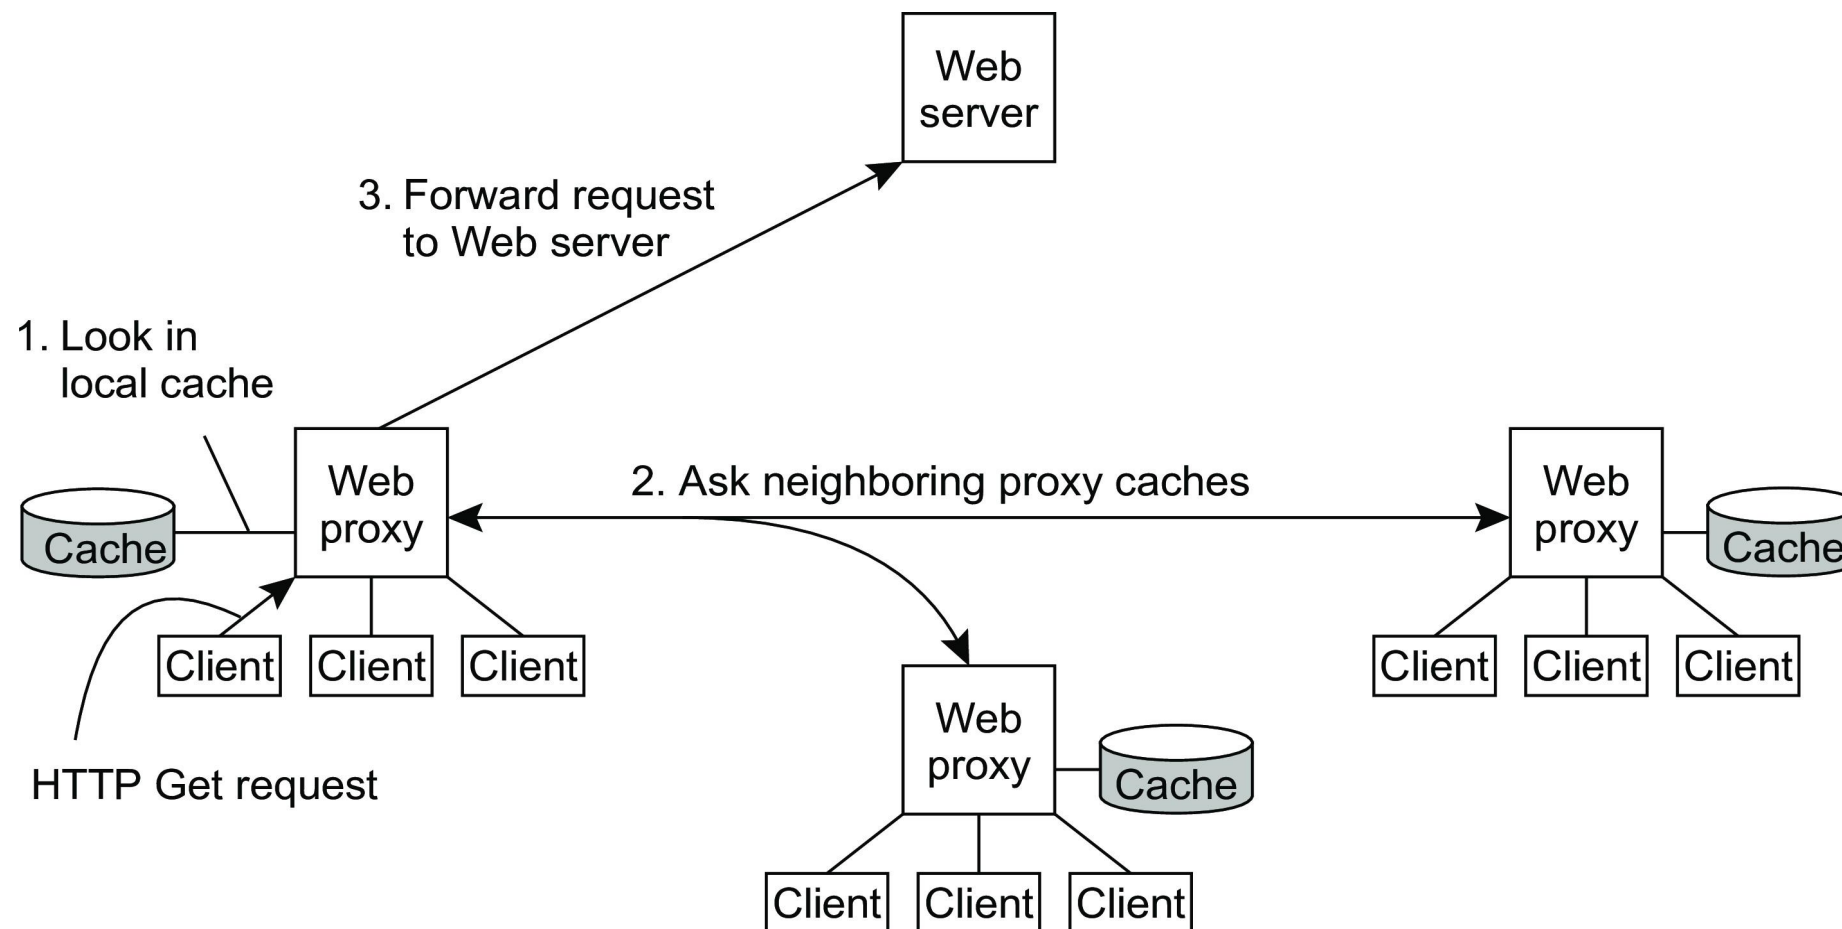 Web
server
3. Forward request
to Web server
1. Look in
local cache
Web
proxy
2. Ask neighboring proxy caches
Web
proxy
Cache
Cache
Client
Client
Client
Client
Client
Client
Web
proxy
Cache
HTTP Get request
Client
Client
Client